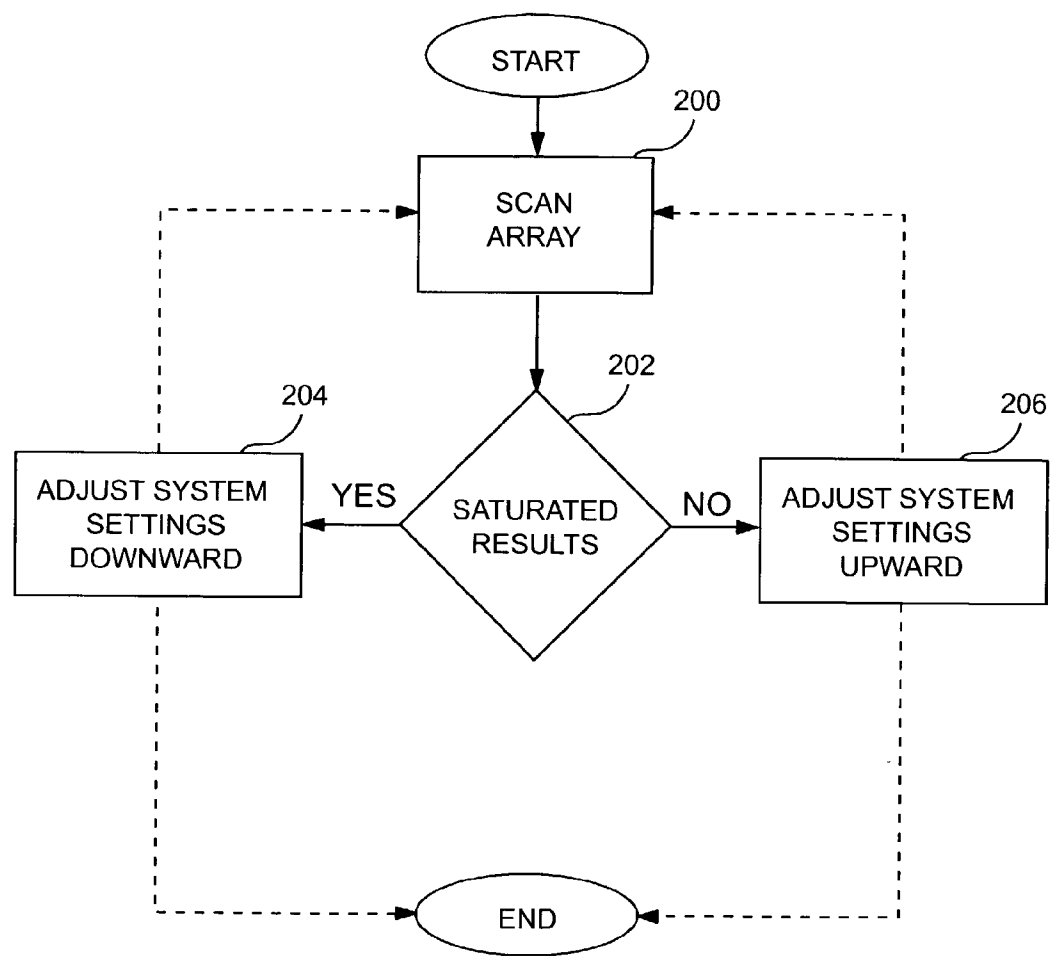 START
200
SCAN
ARRAY
202
204
206
ADJUST SYSTEM
SETTINGS
DOWNWARD
YES
SATURATED
RESULTS
NO
ADJUST SYSTEM
SETTINGS
UPWARD
END